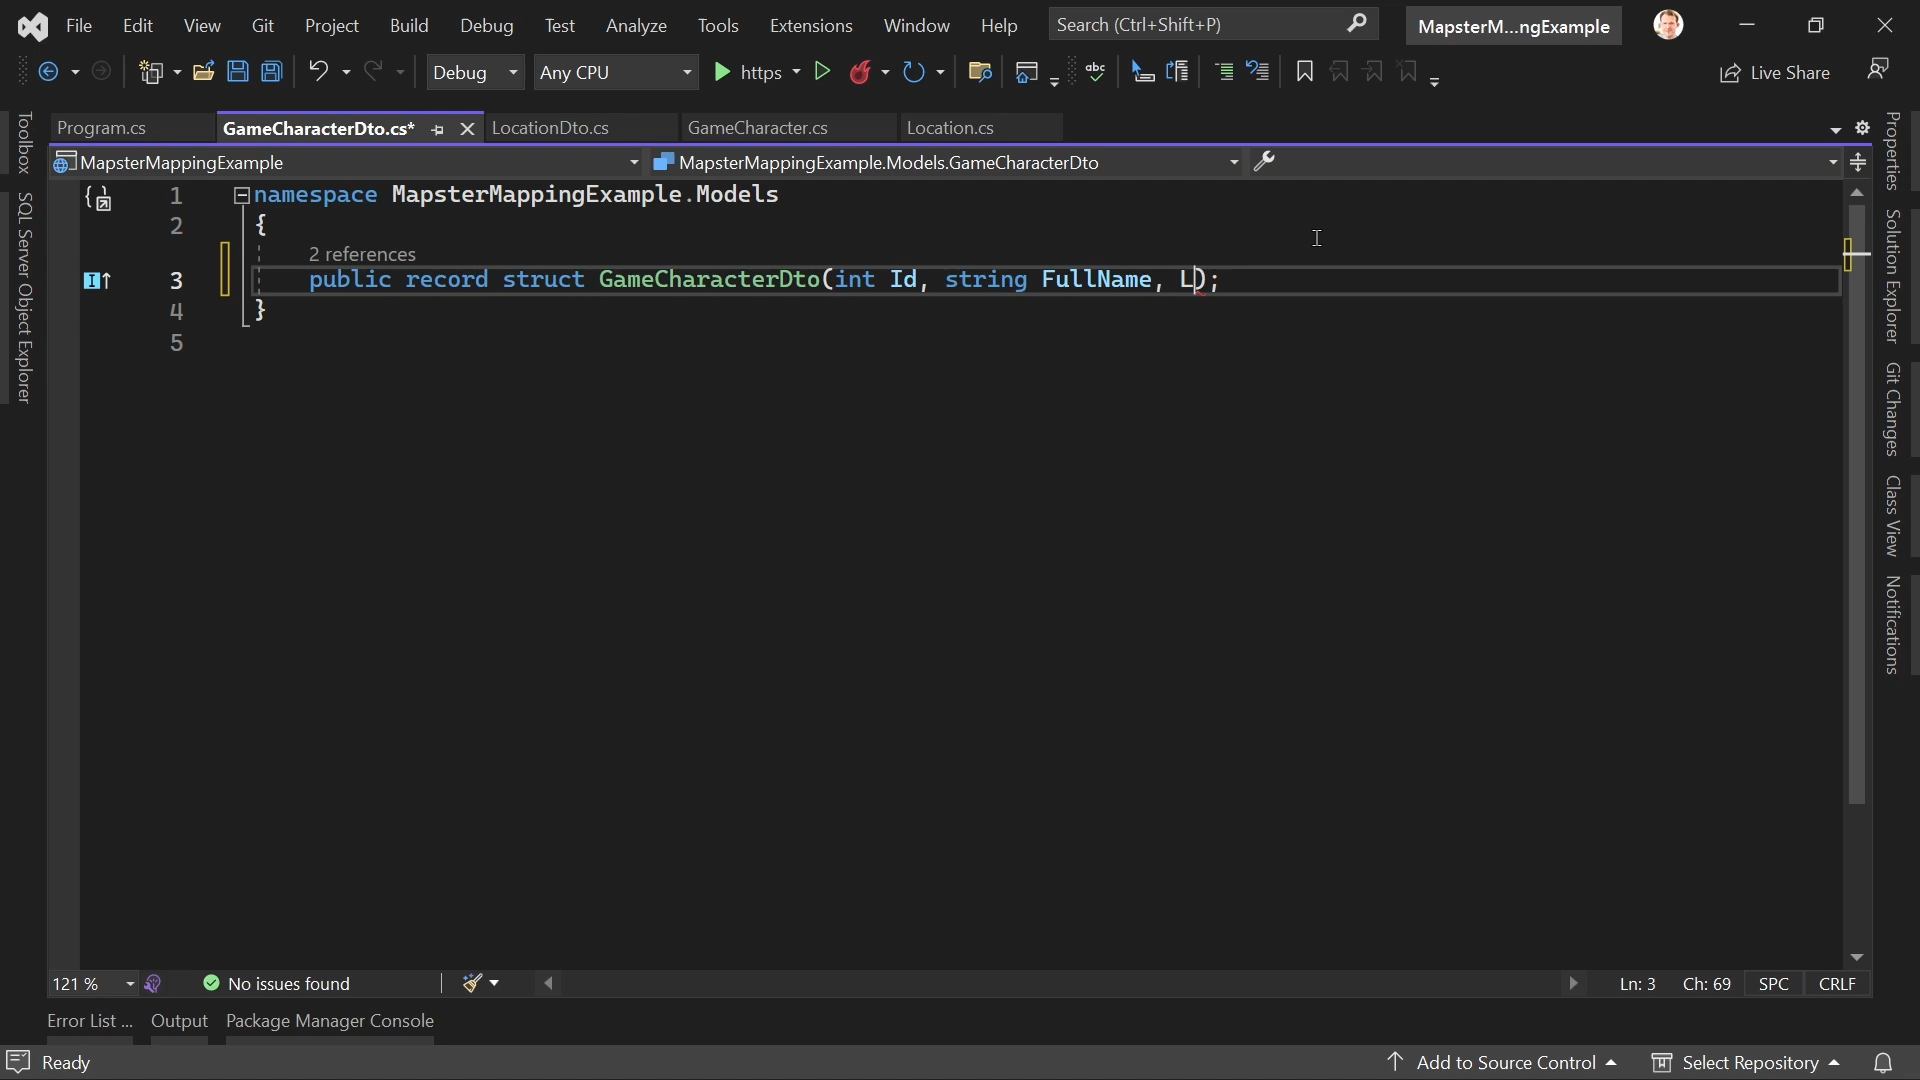 File Edit View Git Project Build Debug Test Analyze Tools Extensions Window Help Search (Ctrl+Shift+P) MapsterM...ngExample
Debug Any CPU https Live Share
Program.cs GameCharacterDto.cs* LocationDto.cs GameCharacter.cs Location.cs
MapsterMappingExample MapsterMappingExample.Models.GameCharacterDto
1 namespace MapsterMappingExample.Models
2 {
2 references
3 public record struct GameCharacterDto(int Id, string FullName, L);
4 }
5
Toolbox
SQL Server Object Explorer
Properties
Solution Explorer
Git Changes
Class View
Notifications
121 % No issues found Ln: 3 Ch: 69 SPC CRLF
Error List ... Output Package Manager Console
Ready Add to Source Control Select Repository